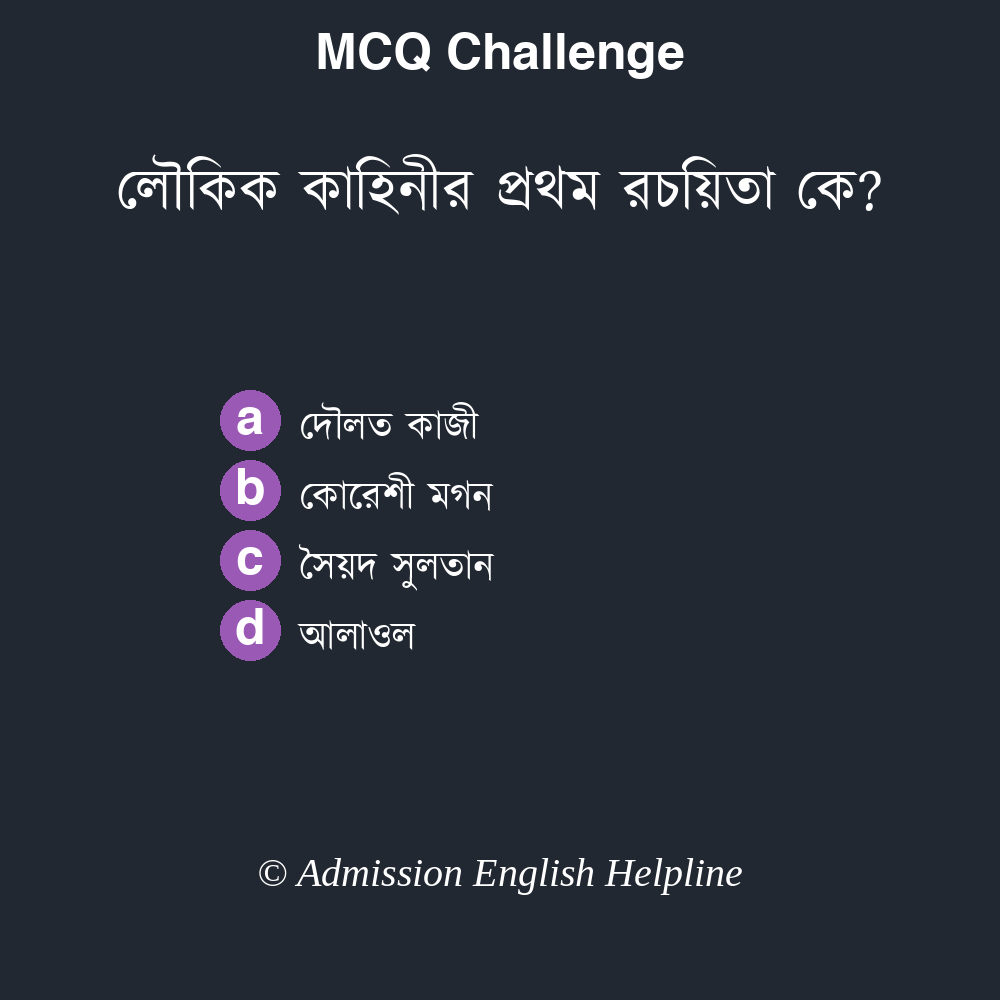 MCQ Challenge
লৌকিক কাহিনীর প্রথম রচয়িতা কে?
a দৌলত কাজী
b কোরেশী মগন
c সৈয়দ সুলতান
d আলাওল
© Admission English Helpline